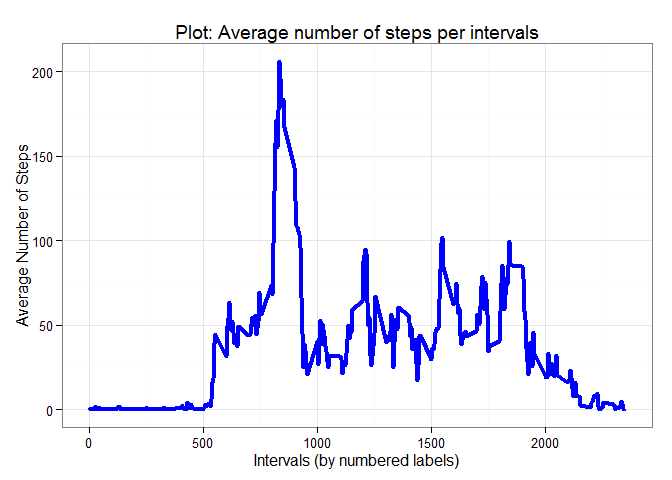 Plot: Average number of steps per intervals
Average Number of Steps
200
150
100
50
0
0 500 1000 1500 2000
Intervals (by numbered labels)